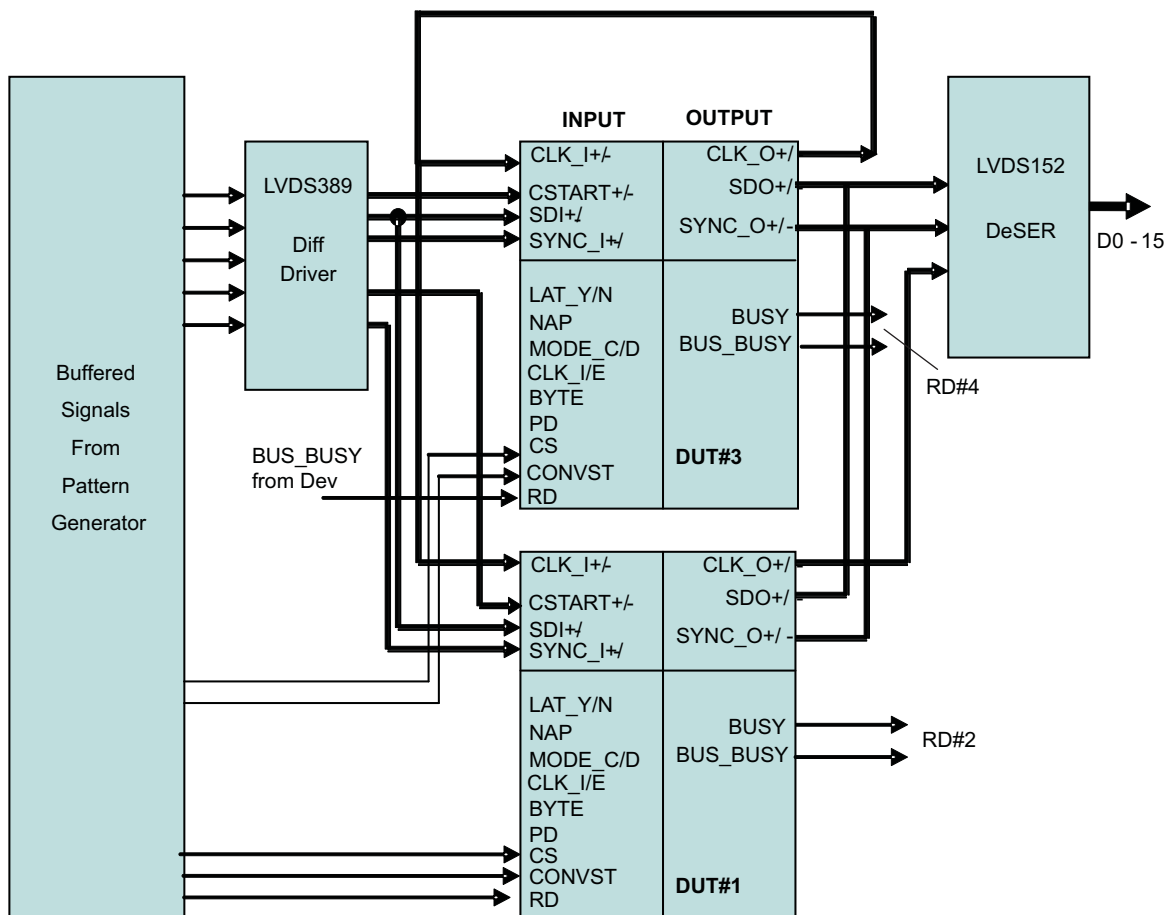 Buffered
Signals
From
Pattern
Generator
LVDS389
Diff
Driver
BUS_BUSY
from Dev
INPUT
OUTPUT
CLK_I+/-
CSTART+/-
SDI+/
SYNC_I+/
CLK_O+/
SDO+/
SYNC_O+/-
LAT_Y/N
NAP
MODE_C/D
CLK_I/E
BYTE
PD
CS
CONVST
RD
BUSY
BUS_BUSY
DUT#3
RD#4
LVDS152
DeSER
D0 - 15
CLK_I+/-
CSTART+/-
SDI+/
SYNC_I+/
CLK_O+/
SDO+/
SYNC_O+/ -
LAT_Y/N
NAP
MODE_C/D
CLK_I/E
BYTE
PD
CS
CONVST
RD
BUSY
BUS_BUSY
DUT#1
RD#2